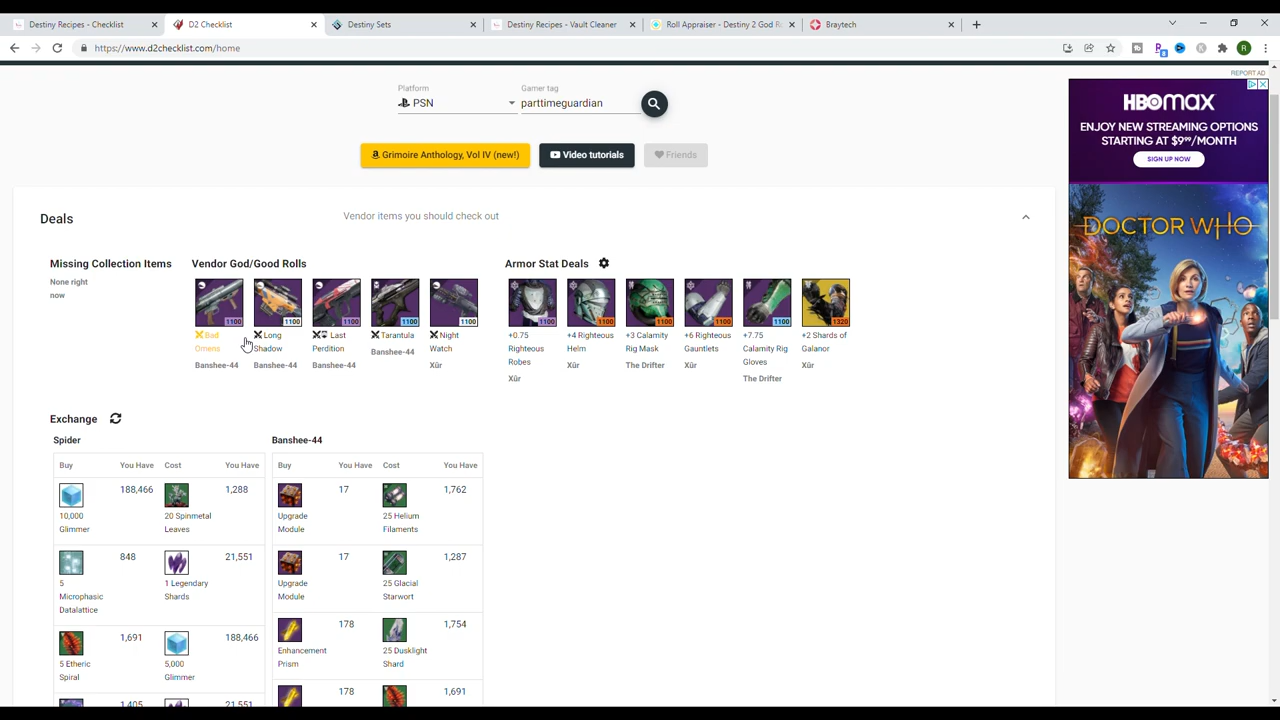 Destiny Recipes - Checklist
D2 Checklist
Destiny Sets
Destiny Recipes - Vault Cleaner
Roll Appraiser - Destiny 2 God Ro
Braytech
https://www.d2checklist.com/home
R
8
K
R
REPORT AD
Platform
PSN
Gamer tag
parttimeguardian
Grimoire Anthology, Vol IV (new!)
Video tutorials
Friends
HBOMAX
ENJOY NEW STREAMING OPTIONS
STARTING AT $9⁹⁹/MONTH
SIGN UP NOW
DOCTOR WHO
Deals
Vendor items you should check out
Missing Collection Items
None right
now
Vendor God/Good Rolls
1100
Bad
Omens
Banshee-44
1100
Long
Shadow
Banshee-44
1100
Last
Perdition
Banshee-44
1100
Tarantula
Banshee-44
1100
Night
Watch
Xûr
Armor Stat Deals
1100
+0.75
Righteous
Robes
Xûr
1100
+4 Righteous
Helm
Xûr
1100
+3 Calamity
Rig Mask
The Drifter
1100
+6 Righteous
Gauntlets
Xûr
1100
+7.75
Calamity Rig
Gloves
The Drifter
1320
+2 Shards of
Galanor
Xûr
Exchange
Spider
Buy You Have Cost You Have
188,466 1,288
10,000
Glimmer
20 Spinmetal
Leaves
848 21,551
5
Microphasic
Datalattice
1 Legendary
Shards
1,691 188,466
5 Etheric
Spiral
5,000
Glimmer
1,405 21,551
Banshee-44
Buy You Have Cost You Have
17 1,762
Upgrade
Module
25 Helium
Filaments
17 1,287
Upgrade
Module
25 Glacial
Starwort
178 1,754
Enhancement
Prism
25 Dusklight
Shard
178 1,691